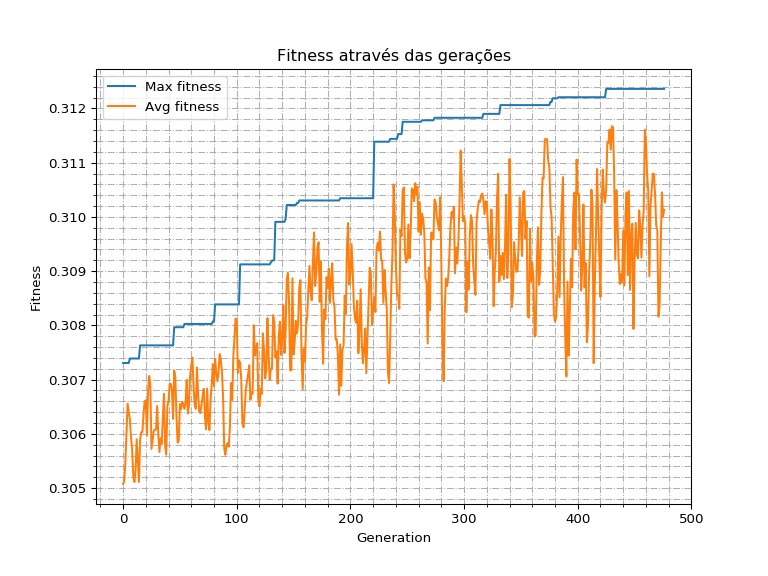 Fitness através das gerações
Max fitness
Avg fitness
0.312
0.311
0.310
0.309
0.308
0.307
0.306
0.305
Fitness
0
100
200
300
400
500
Generation